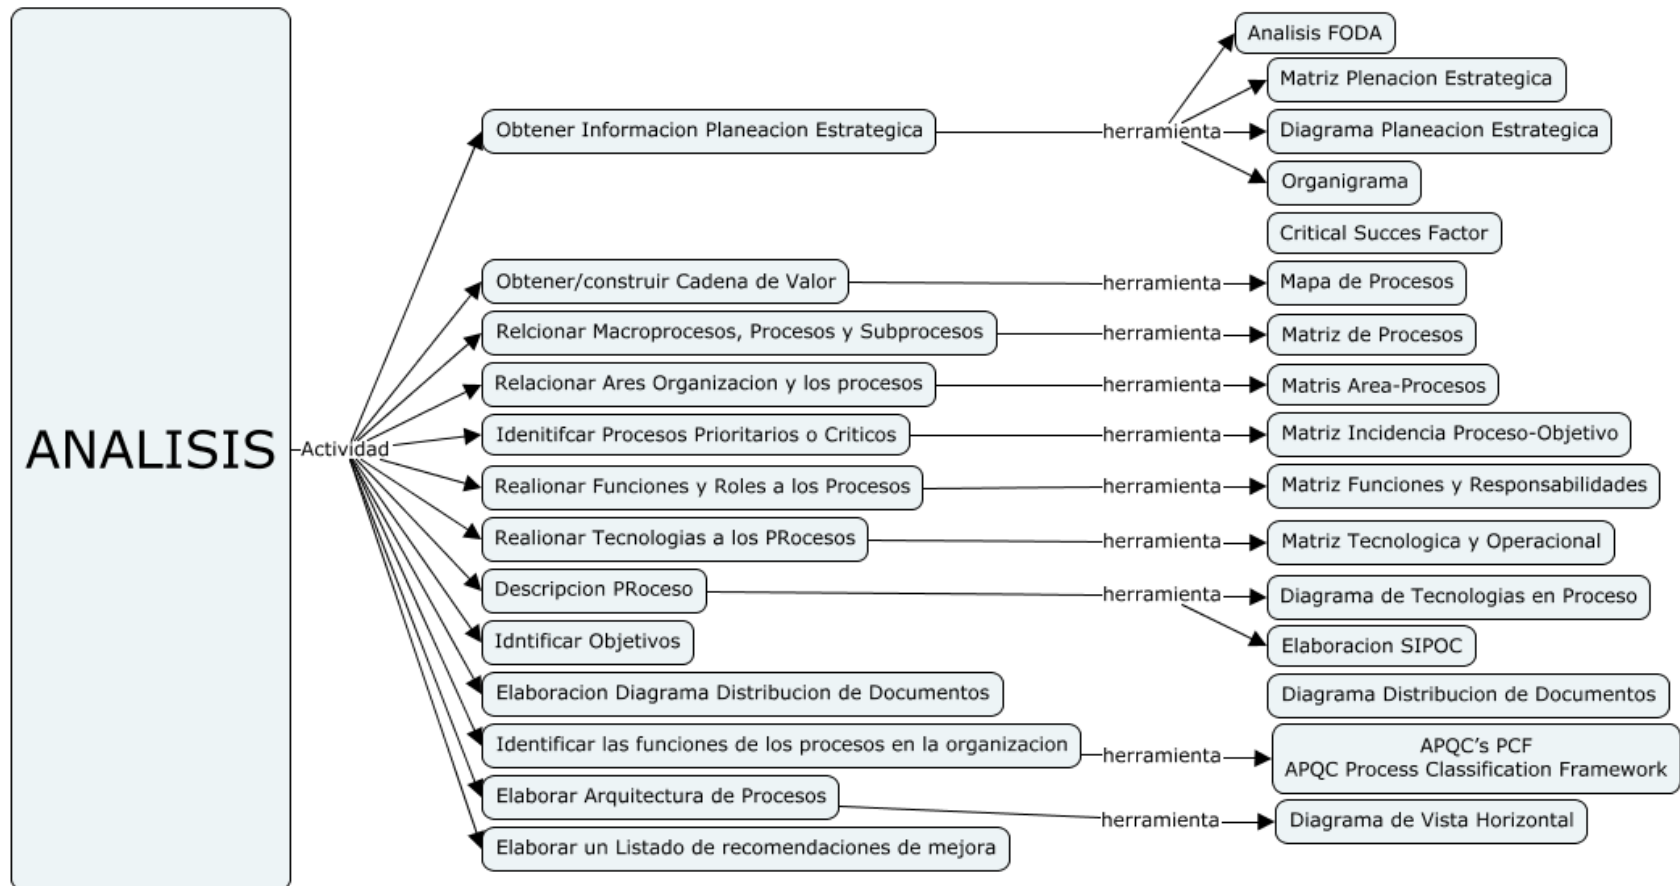 ANALISIS
Actividad
Obtener Informacion Planeacion Estrategica
herramienta
Analisis FODA
Matriz Plenacion Estrategica
Diagrama Planeacion Estrategica
Organigrama
Critical Succes Factor
Obtener/construir Cadena de Valor
herramienta
Mapa de Procesos
Relcionar Macroprocesos, Procesos y Subprocesos
herramienta
Matriz de Procesos
Relacionar Ares Organizacion y los procesos
herramienta
Matris Area-Procesos
Idenitifcar Procesos Prioritarios o Criticos
herramienta
Matriz Incidencia Proceso-Objetivo
Realionar Funciones y Roles a los Procesos
herramienta
Matriz Funciones y Responsabilidades
Realionar Tecnologias a los PRocesos
herramienta
Matriz Tecnologica y Operacional
Descripcion PRoceso
herramienta
Diagrama de Tecnologias en Proceso
Elaboracion SIPOC
Idntificar Objetivos
Elaboracion Diagrama Distribucion de Documentos
Diagrama Distribucion de Documentos
Identificar las funciones de los procesos en la organizacion
herramienta
APQC’s PCF
APQC Process Classification Framework
Elaborar Arquitectura de Procesos
herramienta
Diagrama de Vista Horizontal
Elaborar un Listado de recomendaciones de mejora